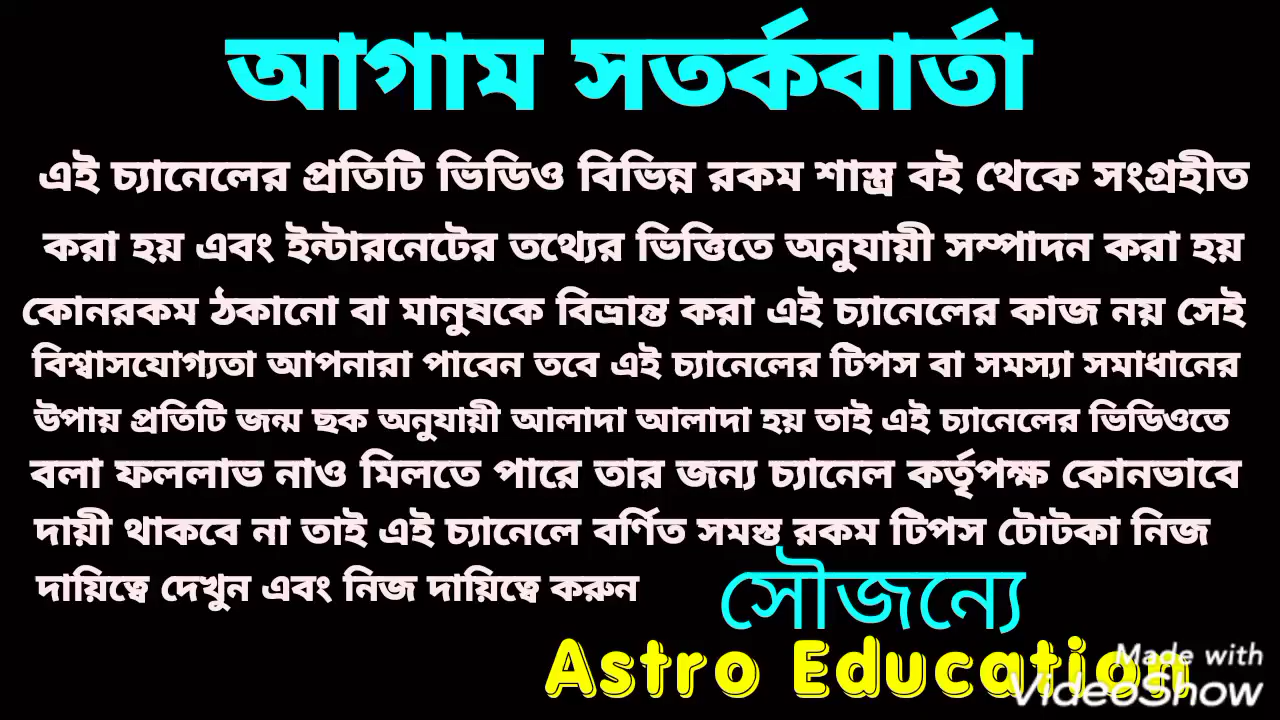 আগাম সতর্কবার্তা
এই চ্যানেলের প্রতিটি ভিডিও বিভিন্ন রকম শাস্ত্র বই থেকে সংগ্রহীত
করা হয় এবং ইন্টারনেটের তথ্যের ভিত্তিতে অনুযায়ী সম্পাদন করা হয়
কোনরকম ঠকানো বা মানুষকে বিভ্রান্ত করা এই চ্যানেলের কাজ নয় সেই
বিশ্বাসযোগ্যতা আপনারা পাবেন তবে এই চ্যানেলের টিপস বা সমস্যা সমাধানের
উপায় প্রতিটি জন্ম ছক অনুযায়ী আলাদা আলাদা হয় তাই এই চ্যানেলের ভিডিওতে
বলা ফললাভ নাও মিলতে পারে তার জন্য চ্যানেল কর্তৃপক্ষ কোনভাবে
দায়ী থাকবে না তাই এই চ্যানেলে বর্ণিত সমস্ত রকম টিপস টোটকা নিজ
দায়িত্বে দেখুন এবং নিজ দায়িত্বে করুন
সৌজন্যে
Astro Education
Made with
VideoShow